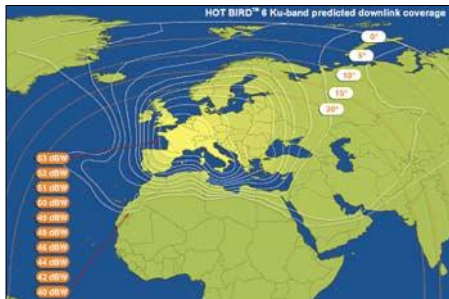 HOT BIRD™ 6 Ku-band predicted downlink coverage
0°
5°
10°
15°
20°
53 dBW
52 dBW
51 dBW
50 dBW
49 dBW
48 dBW
46 dBW
44 dBW
42 dBW
40 dBW